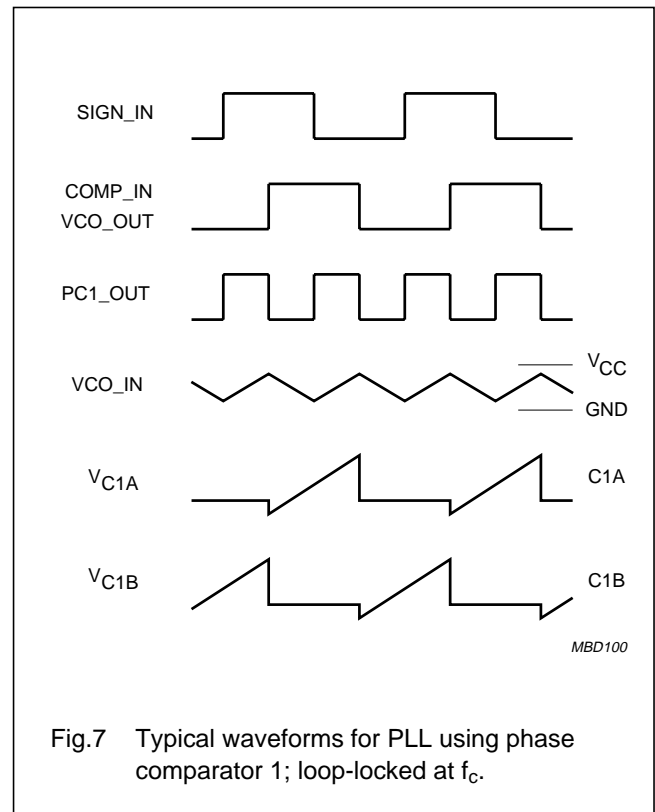 SIGN_IN
COMP_IN
VCO_OUT
PC1_OUT
VCO_IN
VCC
GND
VC1A
C1A
VC1B
C1B
MBD100
Fig.7 Typical waveforms for PLL using phase
comparator 1; loop-locked at fc.